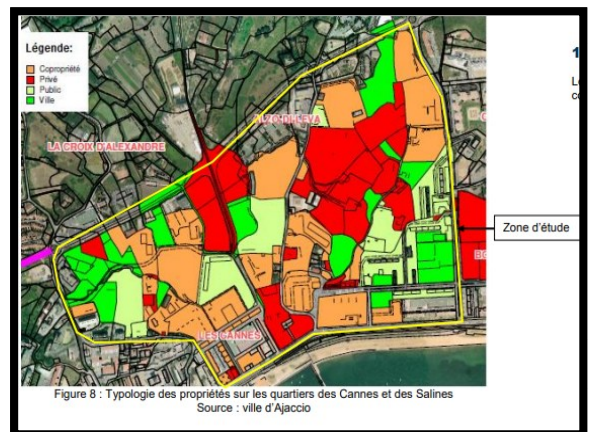 Légende:
Copropriété
Privé
Public
Ville
ALZO DI LEVA
LA CROIX D'ALEXANDRE
Zone d'étude
LES CANNES
Figure 8 : Typologie des propriétés sur les quartiers des Cannes et des Salines
Source : ville d'Ajaccio